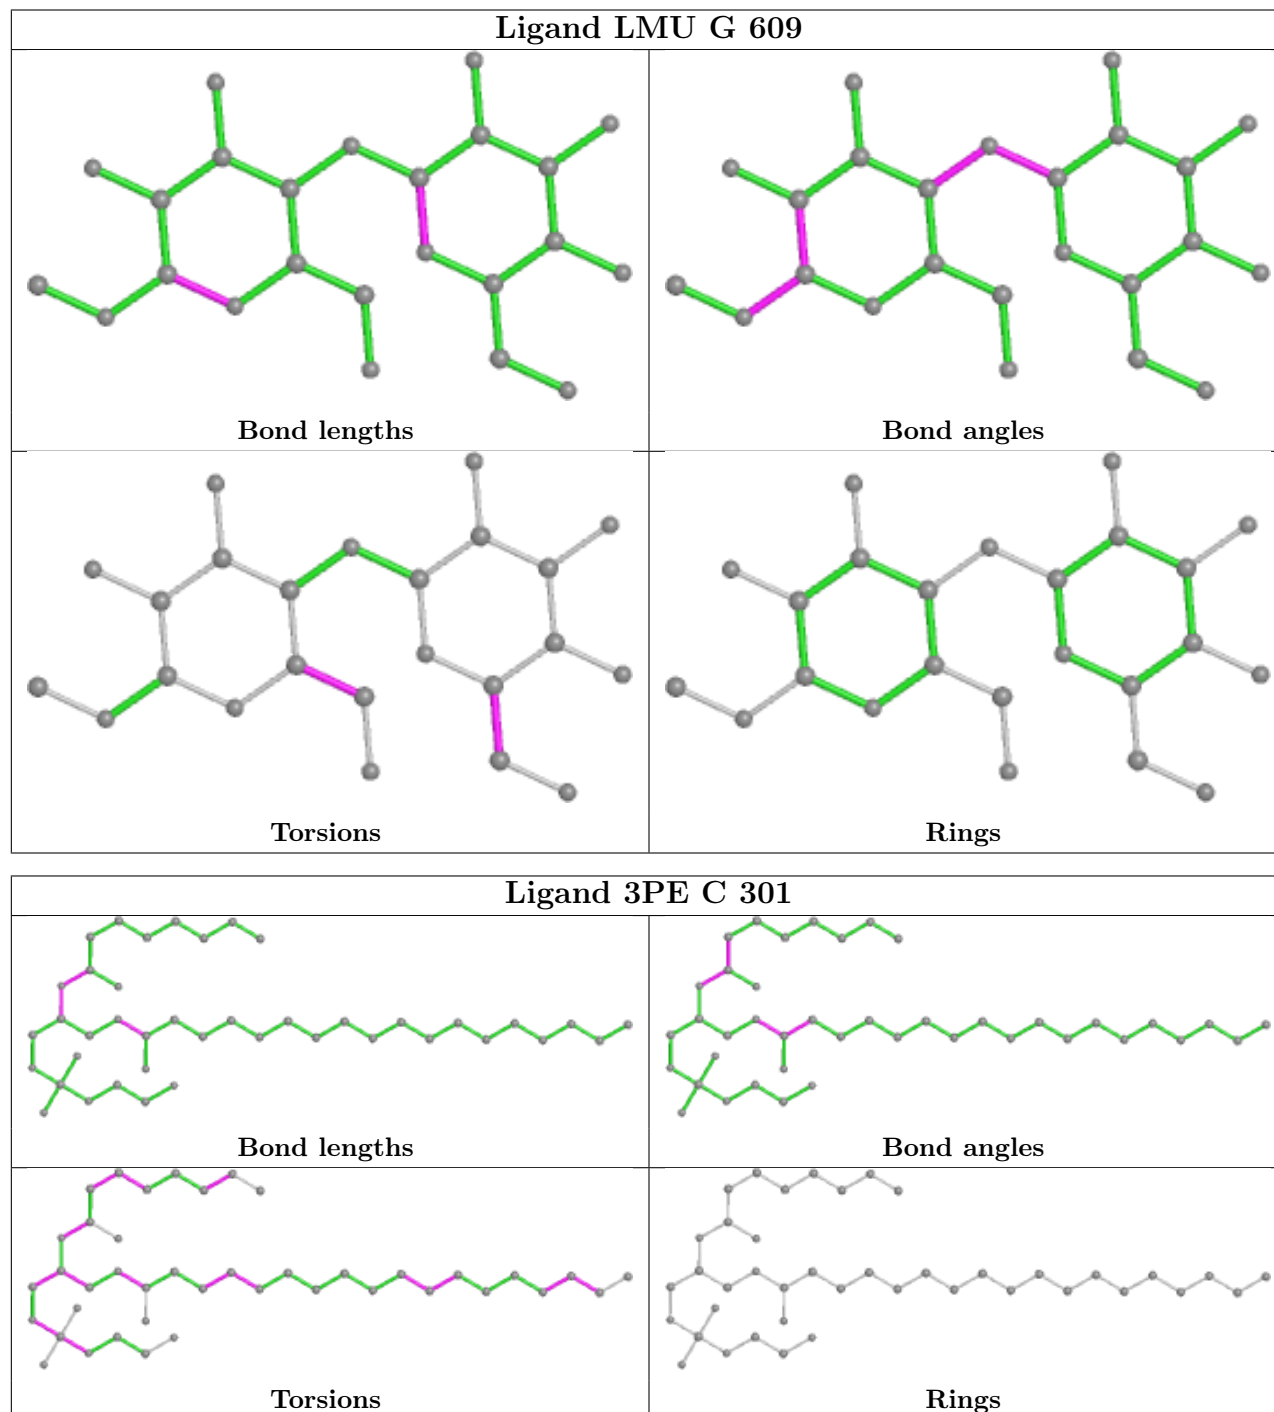 Ligand LMU G 609
Bond lengths
Bond angles
Torsions
Rings
Ligand 3PE C 301
Bond lengths
Bond angles
Torsions
Rings